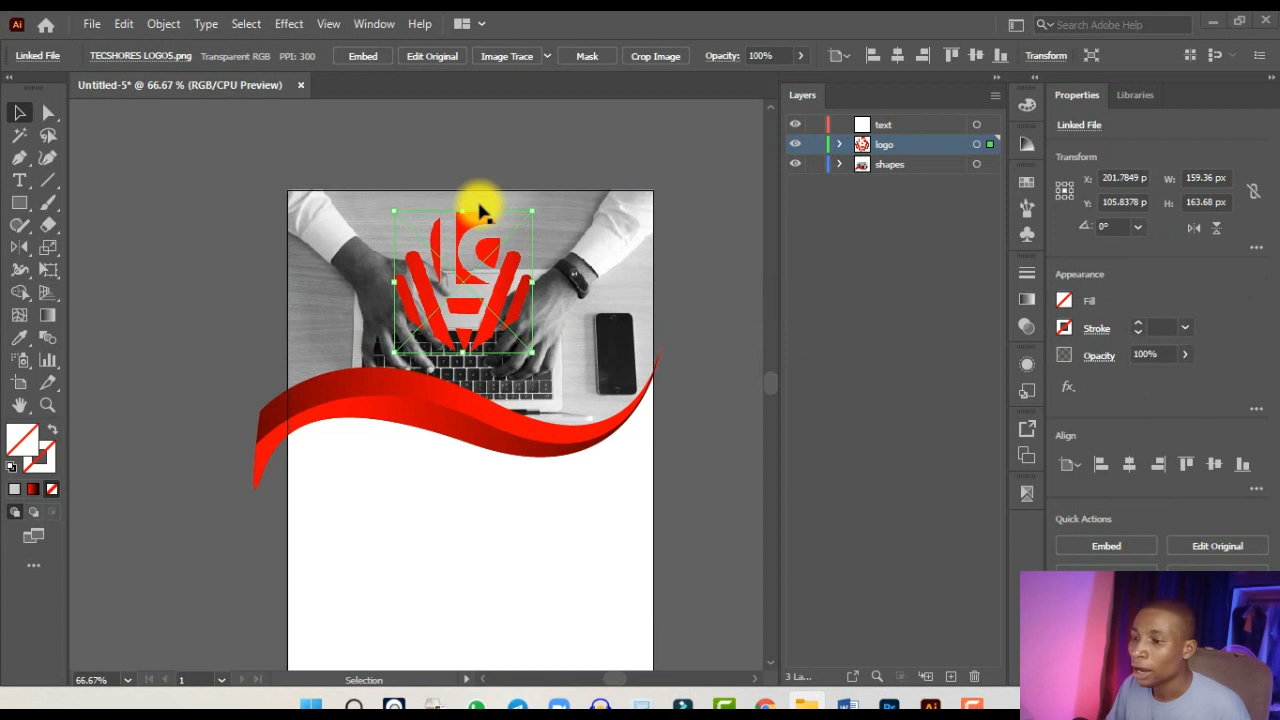 Ai File Edit Object Type Select Effect View Window Help Search Adobe Help
Linked File TECSHORES LOGO5.png Transparent RGB PPI: 300 Embed Edit Original Image Trace Mask Crop Image Opacity: 100% Transform
Untitled-5* @ 66.67 % (RGB/CPU Preview)
Layers
text
logo
shapes
3 La...
Properties Libraries
Linked File
Transform
X: 201.7849 p W: 159.36 px
Y: 105.8378 p H: 163.68 px
0°
Appearance
Fill
Stroke
Opacity 100%
fx.
Align
Quick Actions
Embed Edit Original
66.67% 1 Selection
W Ps Ai